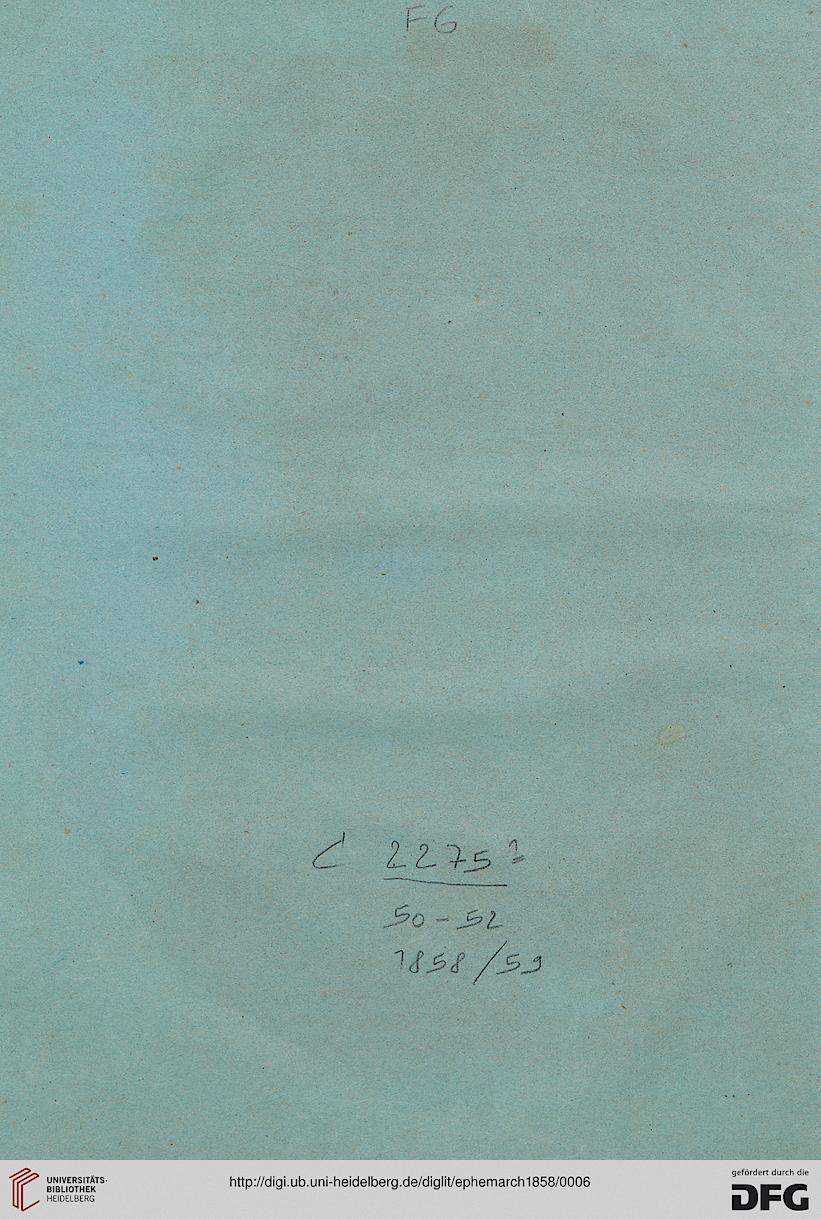 FG
C 2275
50-52
1858/59
UNIVERSITÄTS-
BIBLIOTHEK
HEIDELBERG
http://digi.ub.uni-heidelberg.de/diglit/ephemarch1858/0006
gefördert durch die
DFG